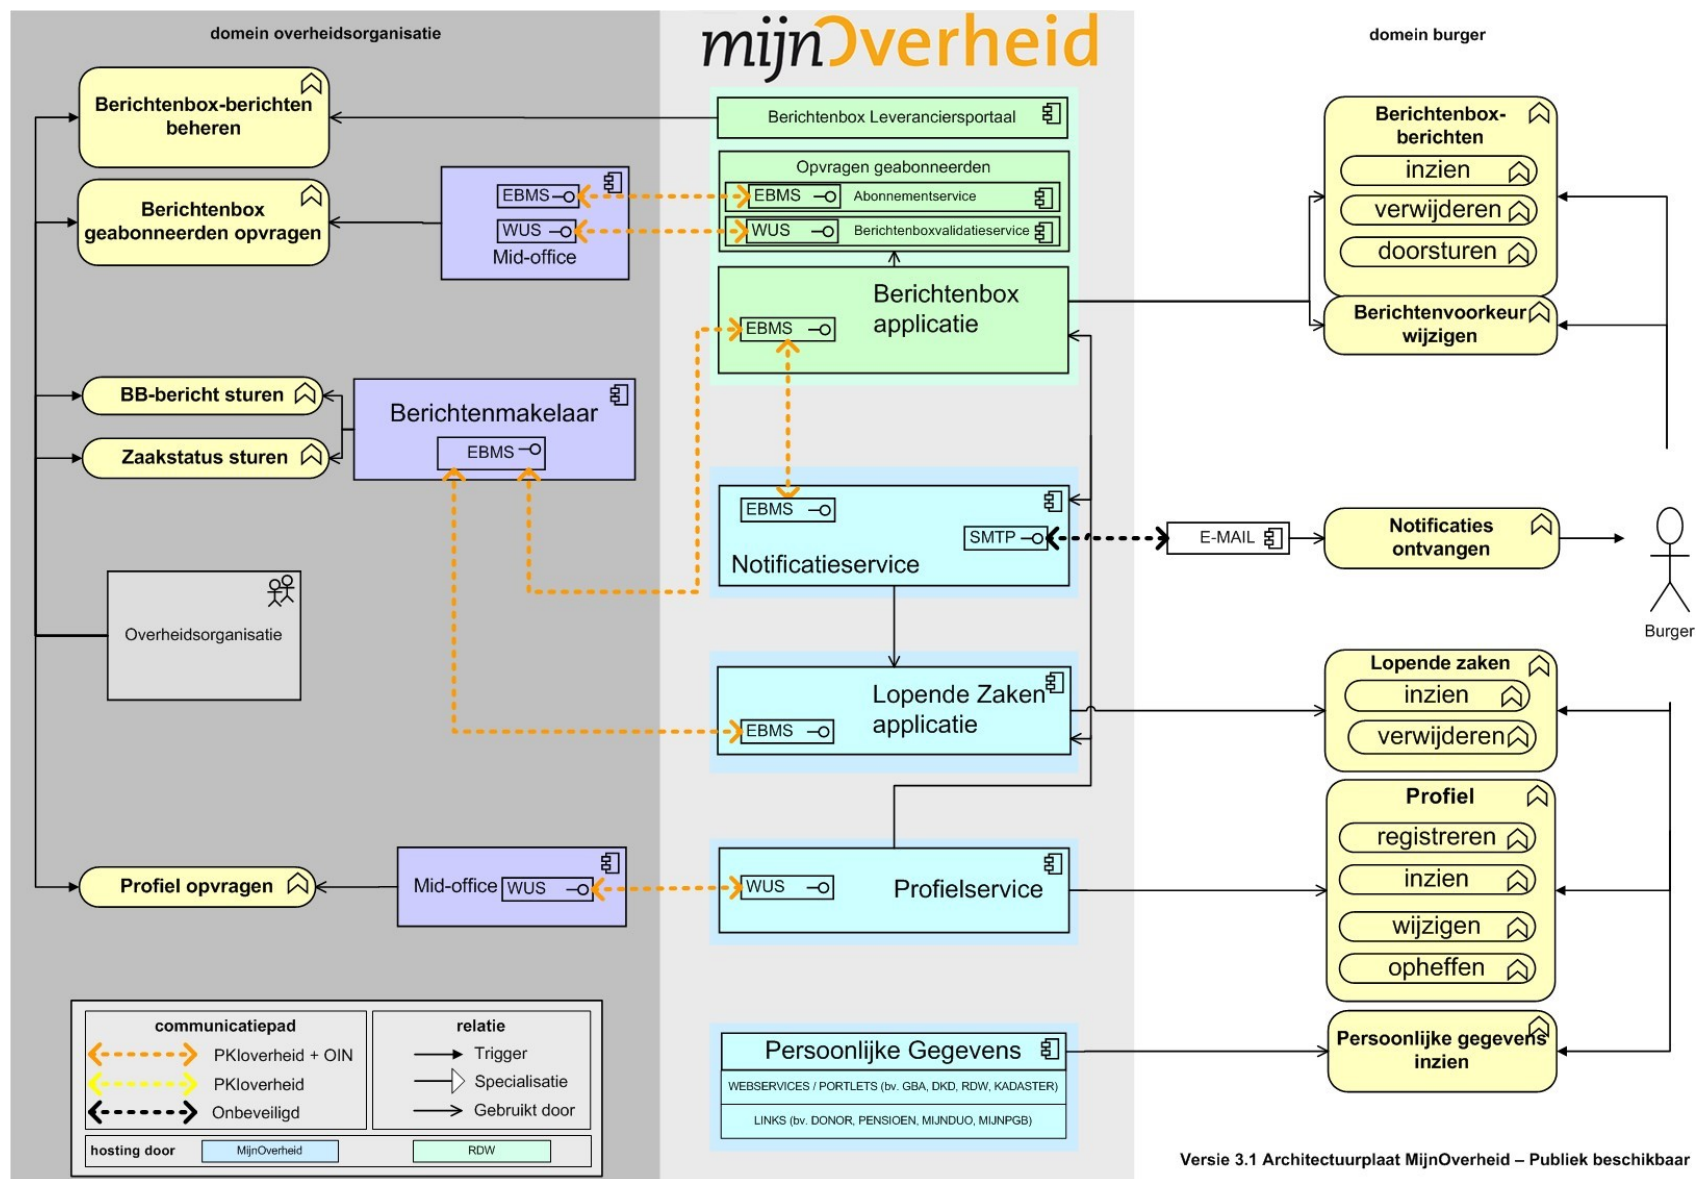 domein overheidsorganisatie
mijnOverheid
domein burger
Berichtenbox-berichten
beheren
Berichtenbox
geabonneerden opvragen
EBMS
WUS
Mid-office
BB-bericht sturen
Zaakstatus sturen
Berichtenmakelaar
EBMS
Overheidsorganisatie
Profiel opvragen
Mid-office
WUS
Berichtenbox Leveranciersportaal
Opvragen geabonneerden
EBMS
Abonnementservice
WUS
Berichtenboxvalidatieservice
Berichtenbox
applicatie
EBMS
EBMS
SMTP
Notificatieservice
Lopende Zaken
applicatie
EBMS
WUS
Profielservice
Persoonlijke Gegevens
WEBSERVICES / PORTLETS (bv. GBA, DKD, RDW, KADASTER)
LINKS (bv. DONOR, PENSIOEN, MIJNDUO, MIJNPGB)
Berichtenbox-
berichten
inzien
verwijderen
doorsturen
Berichtenvoorkeur
wijzigen
E-MAIL
Notificaties
ontvangen
Burger
Lopende zaken
inzien
verwijderen
Profiel
registreren
inzien
wijzigen
opheffen
Persoonlijke gegevens
inzien
communicatiepad
PKIoverheid + OIN
PKIoverheid
Onbeveiligd
relatie
Trigger
Specialisatie
Gebruikt door
hosting door
MijnOverheid
RDW
Versie 3.1 Architectuurplaat MijnOverheid – Publiek beschikbaar